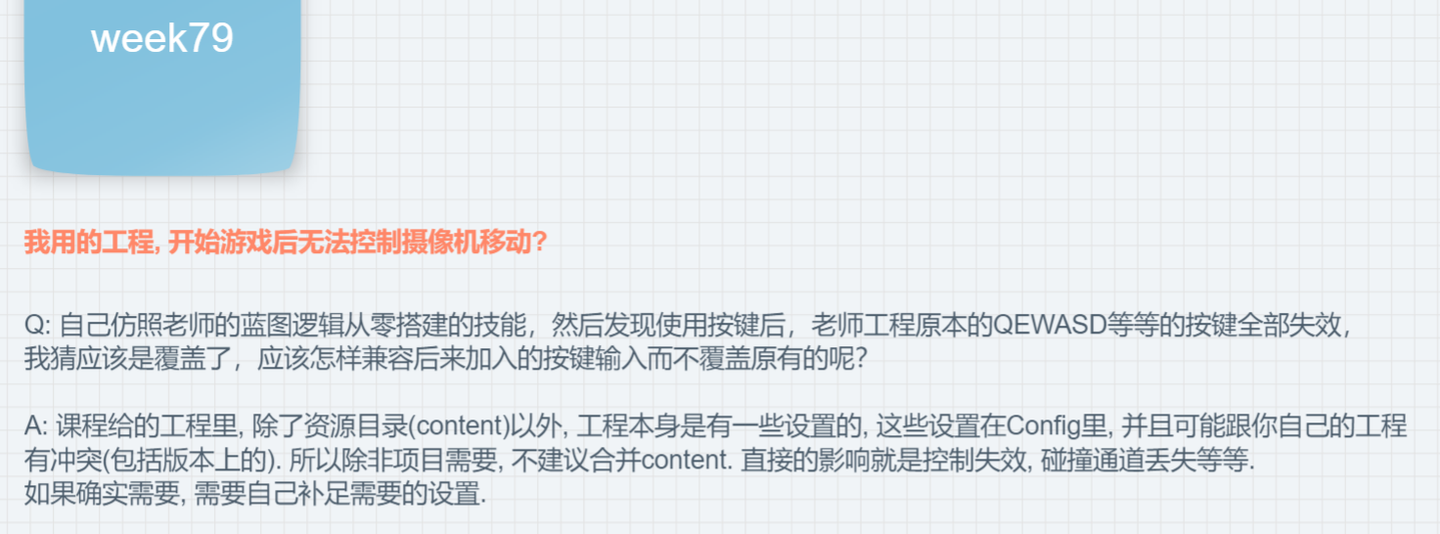 week79
我用的工程, 开始游戏后无法控制摄像机移动?
Q: 自己仿照老师的蓝图逻辑从零搭建的技能，然后发现使用按键后，老师工程原本的QEWASD等等的按键全部失效，
我猜应该是覆盖了，应该怎样兼容后来加入的按键输入而不覆盖原有的呢?
A: 课程给的工程里, 除了资源目录(content)以外, 工程本身是有一些设置的, 这些设置在Config里, 并且可能跟你自己的工程
有冲突(包括版本上的). 所以除非项目需要, 不建议合并content. 直接的影响就是控制失效, 碰撞通道丢失等等.
如果确实需要, 需要自己补足需要的设置.